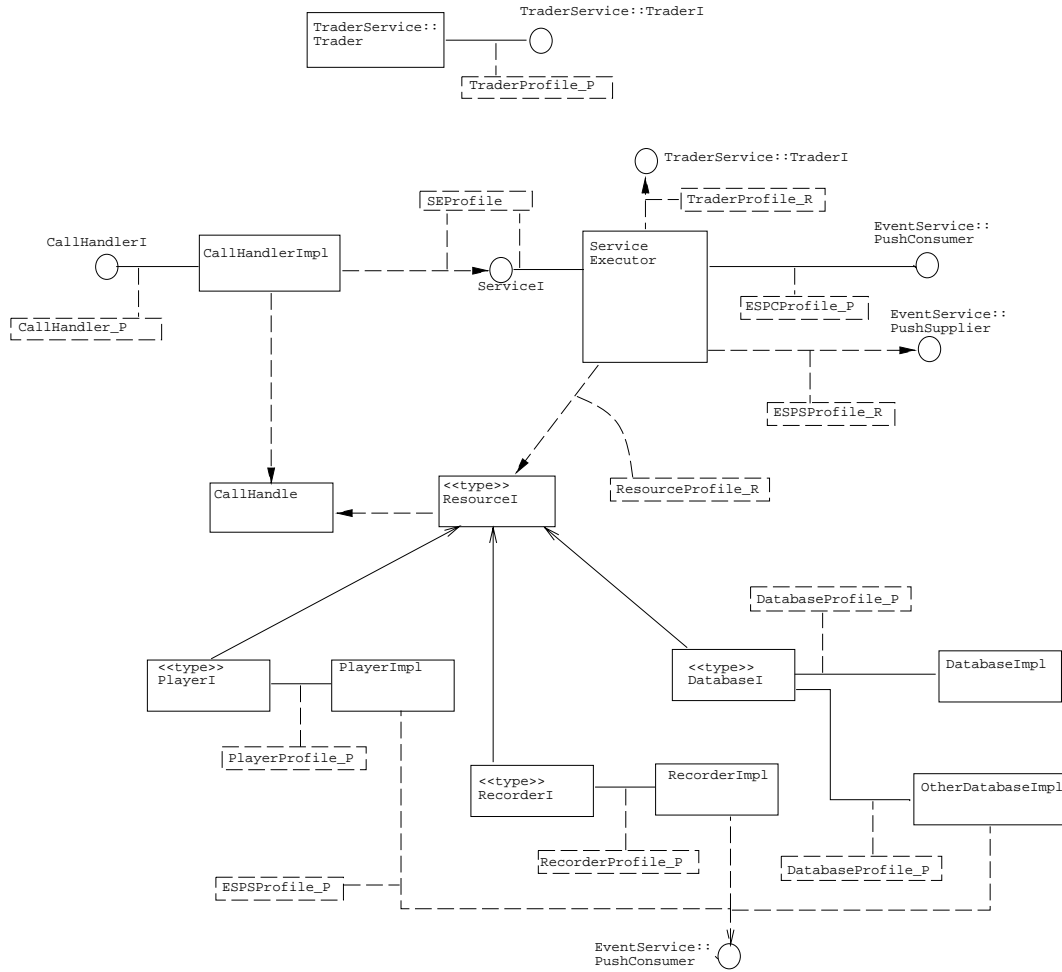 TraderService::TraderI
TraderService::
Trader
TraderProfile_P
TraderService::TraderI
SEProfile
TraderProfile_R
CallHandlerI
CallHandlerImpl
Service
Executor
EventService::
PushConsumer
ServiceI
CallHandler_P
ESPCProfile_P
EventService::
PushSupplier
ESPSProfile_R
CallHandle
<<type>>
ResourceI
ResourceProfile_R
DatabaseProfile_P
<<type>>
PlayerI
PlayerImpl
<<type>>
DatabaseI
DatabaseImpl
PlayerProfile_P
<<type>>
RecorderI
RecorderImpl
OtherDatabaseImpl
RecorderProfile_P
DatabaseProfile_P
ESPSProfile_P
EventService::
PushConsumer